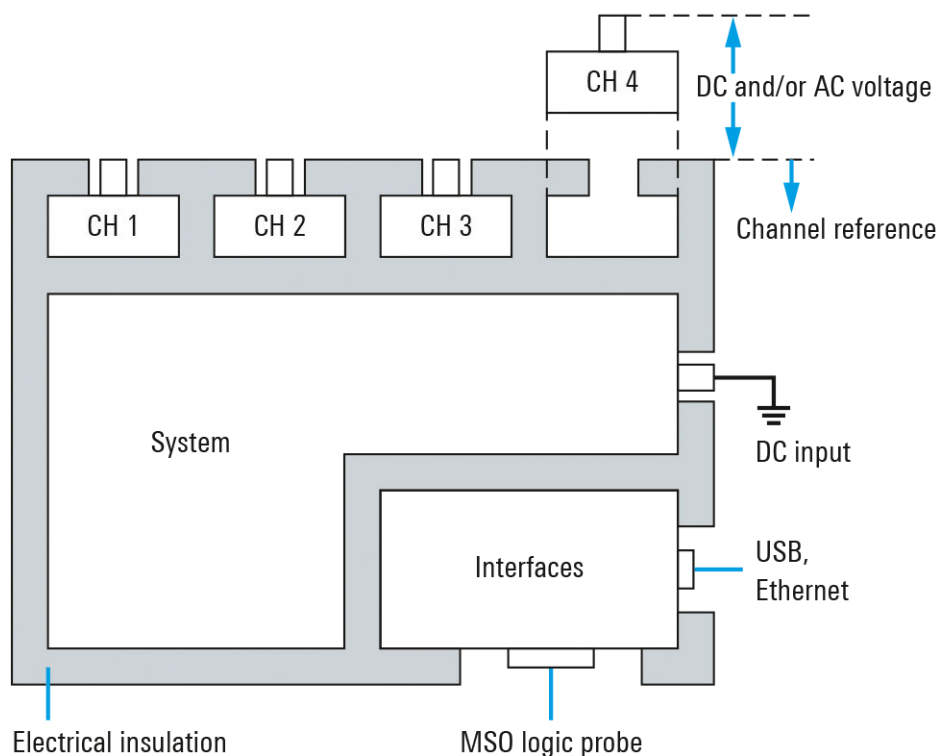 CH 4
DC and/or AC voltage
CH 1
CH 2
CH 3
Channel reference
System
DC input
Interfaces
USB,
Ethernet
Electrical insulation
MSO logic probe